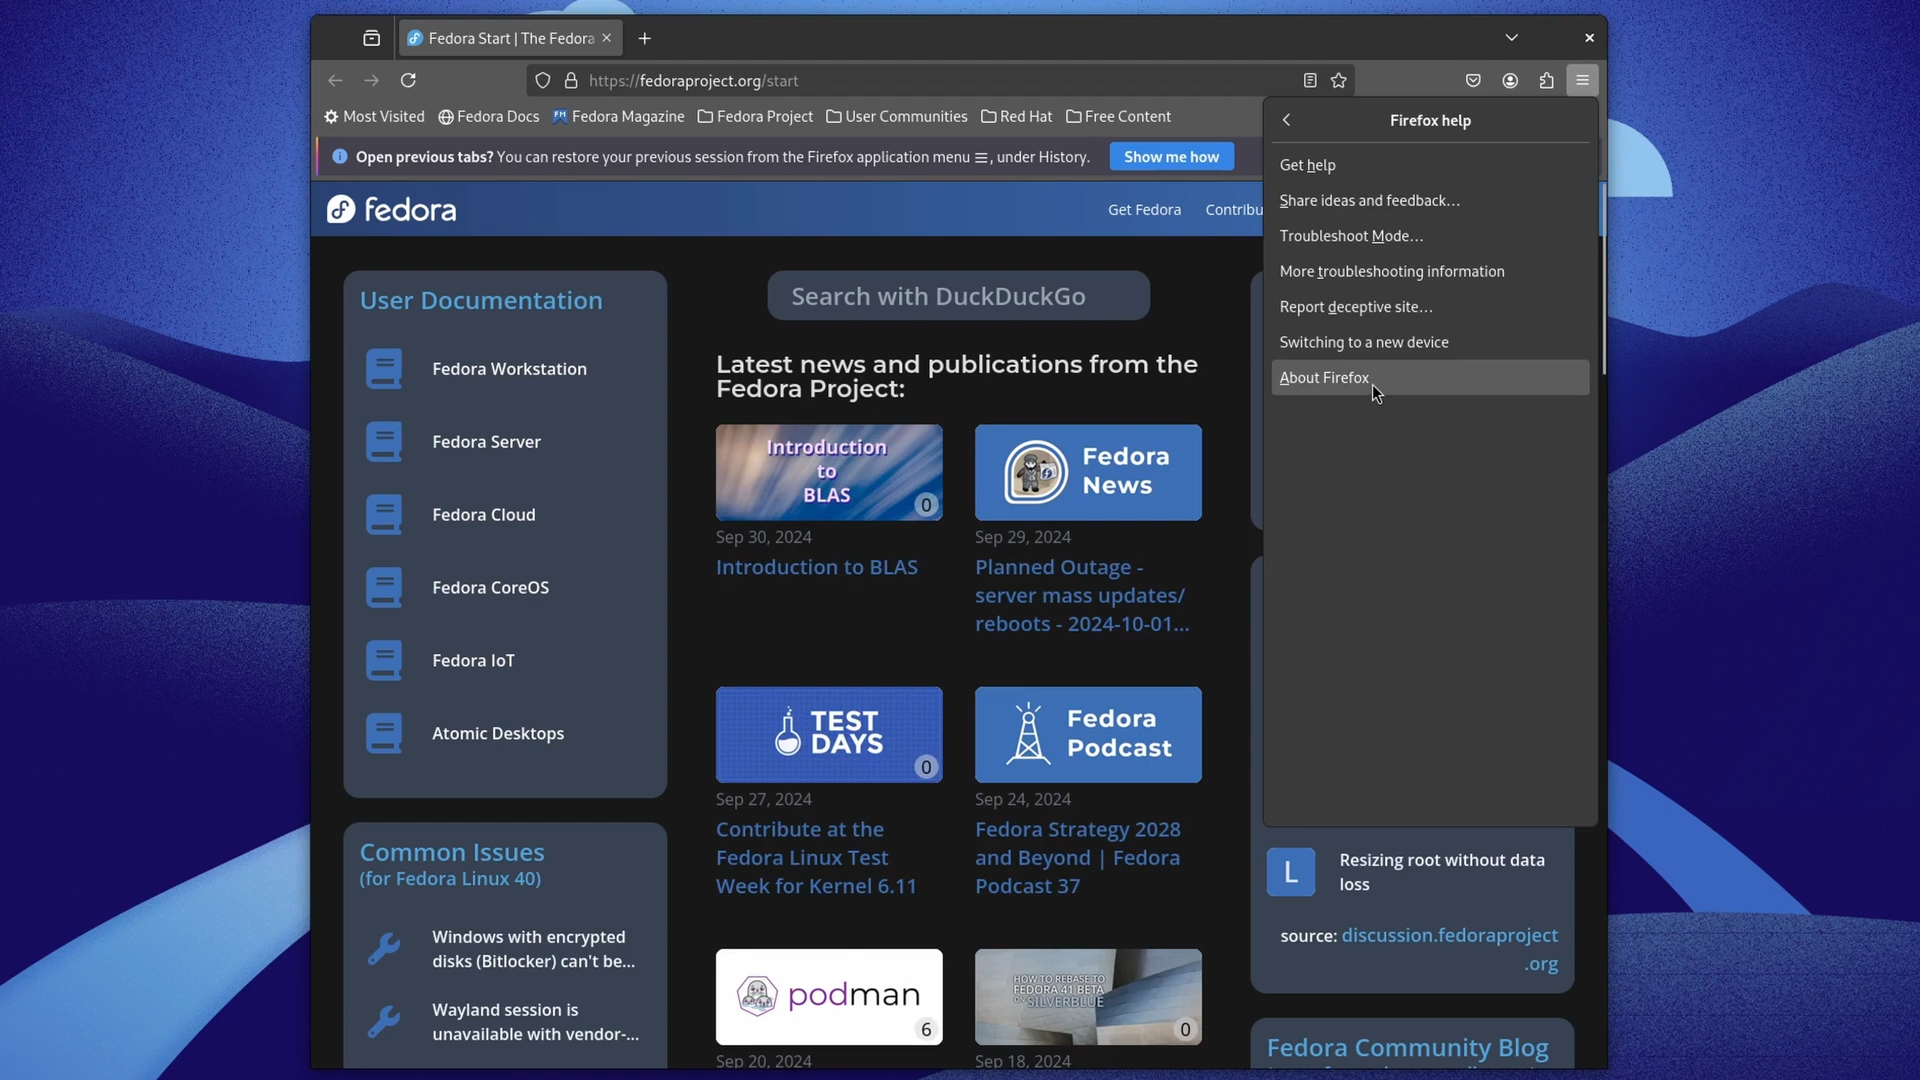 Fedora Start | The Fedora
https://fedoraproject.org/start
Most Visited
Fedora Docs
Fedora Magazine
Fedora Project
User Communities
Red Hat
Free Content
Open previous tabs? You can restore your previous session from the Firefox application menu ☰, under History.
Show me how
fedora
Get Fedora
Contribu
User Documentation
Fedora Workstation
Fedora Server
Fedora Cloud
Fedora CoreOS
Fedora IoT
Atomic Desktops
Common Issues
(for Fedora Linux 40)
Windows with encrypted
disks (Bitlocker) can't be...
Wayland session is
unavailable with vendor-...
Search with DuckDuckGo
Latest news and publications from the
Fedora Project:
Introduction
to
BLAS
0
Sep 30, 2024
Introduction to BLAS
Fedora
News
Sep 29, 2024
Planned Outage -
server mass updates/
reboots - 2024-10-01...
TEST
DAYS
0
Sep 27, 2024
Contribute at the
Fedora Linux Test
Week for Kernel 6.11
Fedora
Podcast
Sep 24, 2024
Fedora Strategy 2028
and Beyond | Fedora
Podcast 37
podman
6
Sep 20, 2024
HOW TO REBASE TO
FEDORA 41 BETA
ON SILVERBLUE
0
Sep 18, 2024
Firefox help
Get help
Share ideas and feedback...
Troubleshoot Mode...
More troubleshooting information
Report deceptive site...
Switching to a new device
About Firefox
L
Resizing root without data
loss
source: discussion.fedoraproject
.org
Fedora Community Blog